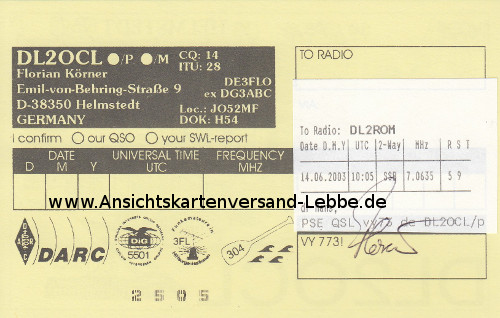 DL2OCL /P /M CQ: 14
ITU: 28
Florian Körner DE3FLO
Emil-von-Behring-Straße 9 ex DG3ABC
D-38350 Helmstedt Loc.: JO52MF
GERMANY DOK: H54
I confirm our QSO your SWL-report
DATE UNIVERSAL TIME FREQUENCY
D M Y UTC MHZ
TO RADIO
To Radio: DL2ROM
Date D.M.Y UTC 2-Way MHz R S T
14.06.2003 10:05 SSB 7.0635 59
PSE QSL vy73 de DL2OCL/p
VY 73!
www.Ansichtskartenversand-Lebbe.de
DARC
DIG
5501
3FL
304
2505